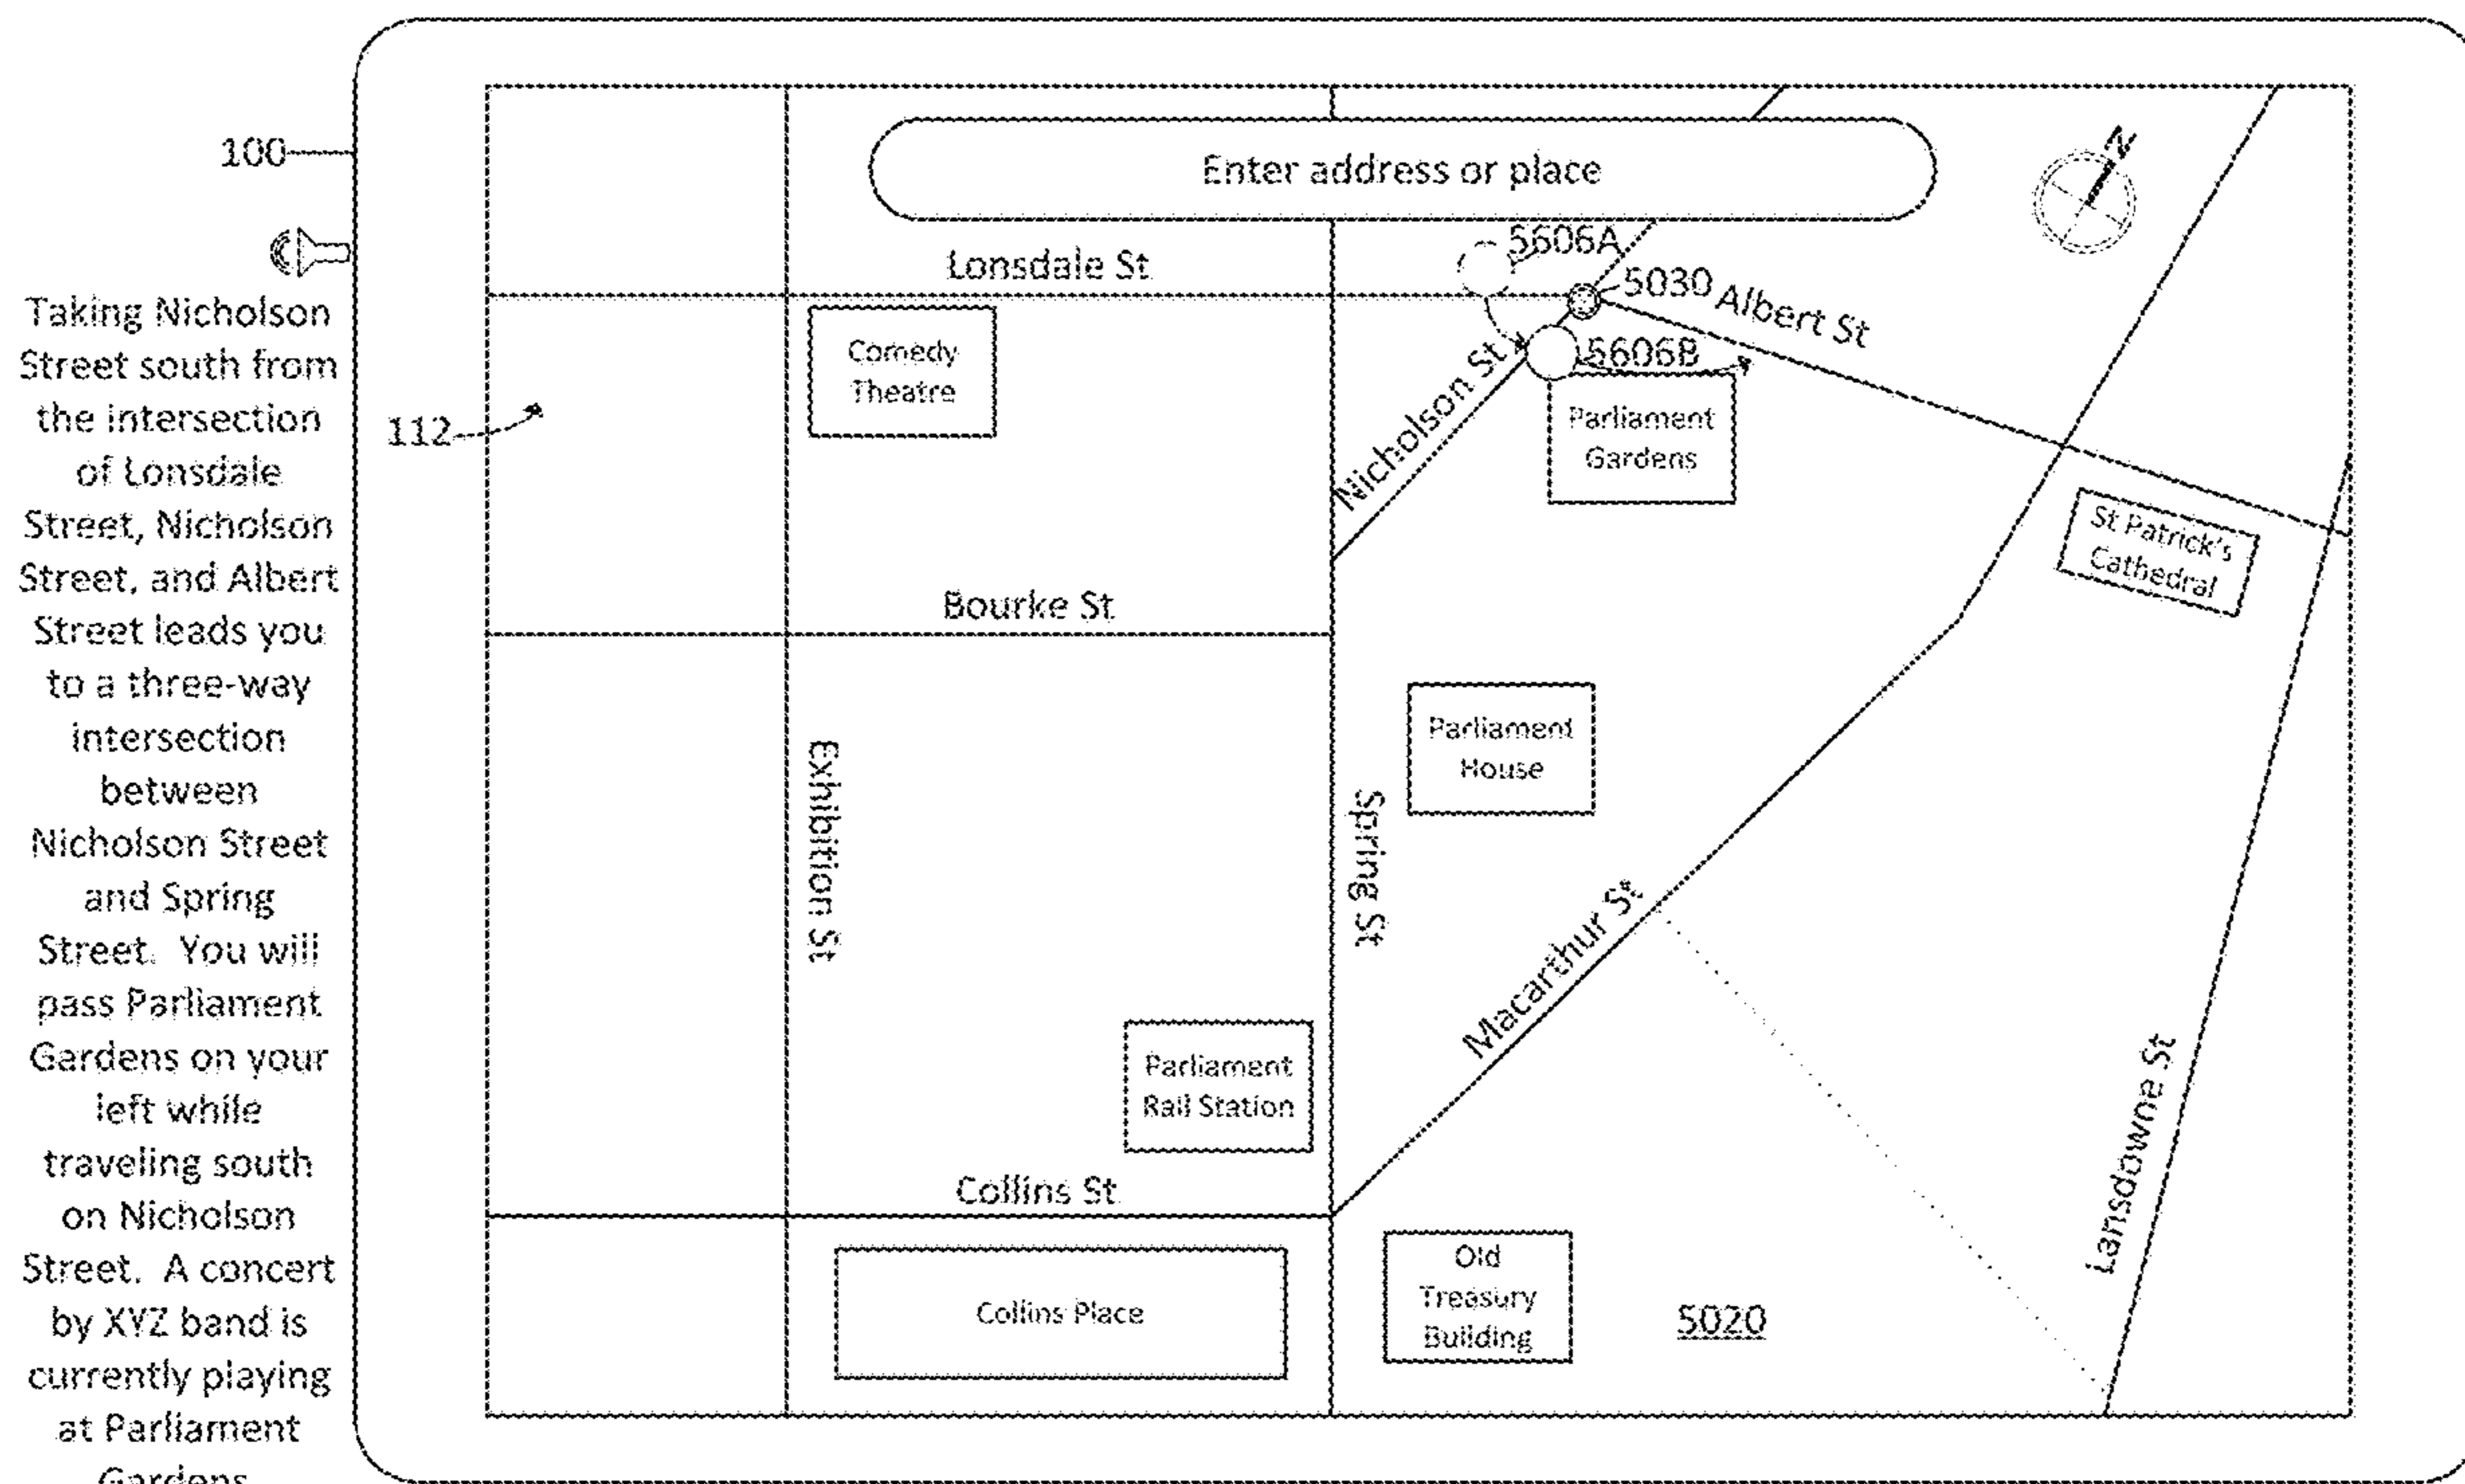 100
Taking Nicholson
Street south from
the intersection
of Lonsdale
Street, Nicholson
Street, and Albert
Street leads you
to a three-way
intersection
between
Nicholson Street
and Spring
Street. You will
pass Parliament
Gardens on your
left while
traveling south
on Nicholson
Street. A concert
by XYZ band is
currently playing
at Parliament
Gardens
112
Enter address or place
N
Lonsdale St
5606A
5030
Albert St
Comedy
Theatre
Nicholson St
5606B
Parliament
Gardens
St Patrick's
Cathedral
Bourke St
Parliament
House
Exhibition St
Spring St
Macarthur St
Parliament
Rail Station
Lansdowne St
Collins St
Collins Place
Old
Treasury
Building
5020